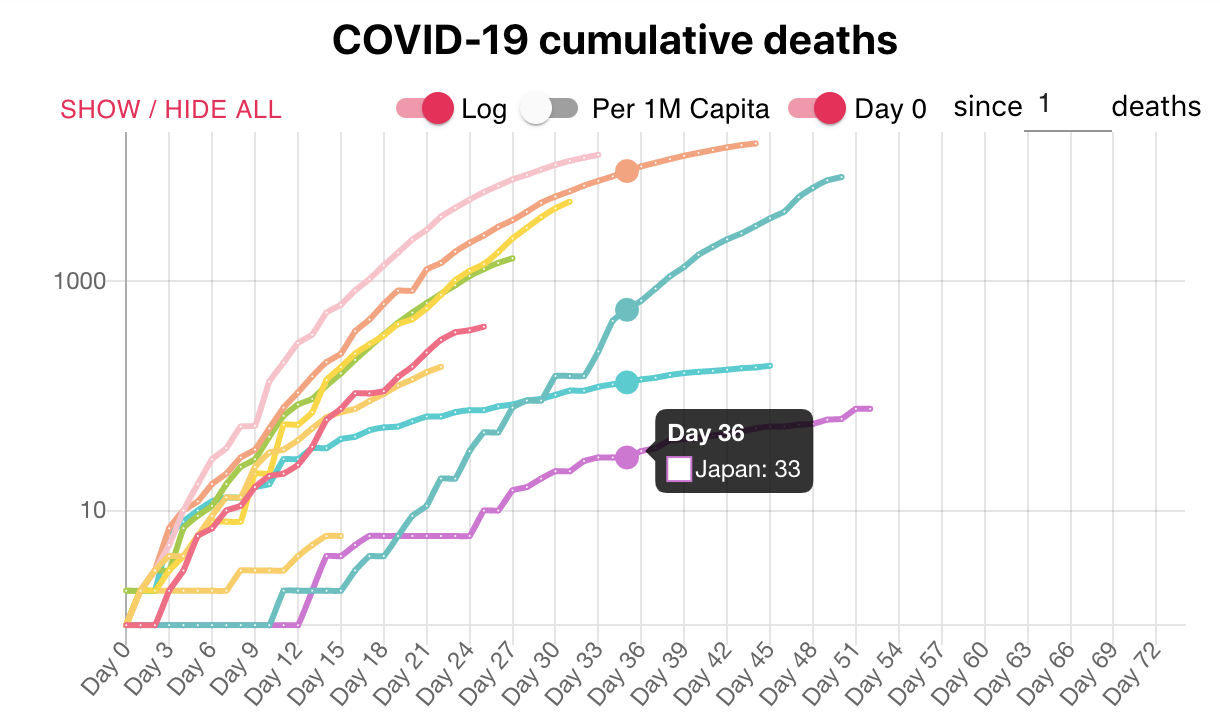 COVID-19 cumulative deaths
SHOW / HIDE ALL Log Per 1M Capita Day 0 since 1 deaths
1000
Day 36
Japan: 33
10
Day 0 Day 3 Day 6 Day 9 Day 12 Day 15 Day 18 Day 21 Day 24 Day 27 Day 30 Day 33 Day 36 Day 39 Day 42 Day 45 Day 48 Day 51 Day 54 Day 57 Day 60 Day 63 Day 66 Day 69 Day 72